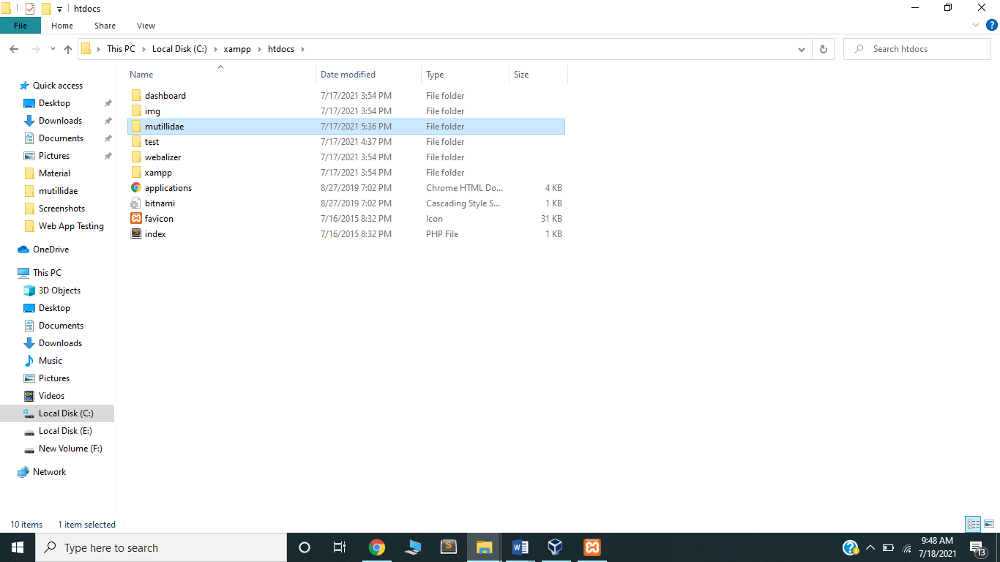 htdocs
File Home Share View
This PC Local Disk (C:) xampp htdocs
Search htdocs
Name Date modified Type Size
Quick access
Desktop
Downloads
Documents
Pictures
Material
mutillidae
Screenshots
Web App Testing
OneDrive
This PC
3D Objects
Desktop
Documents
Downloads
Music
Pictures
Videos
Local Disk (C:)
Local Disk (E:)
New Volume (F:)
Network
dashboard 7/17/2021 3:54 PM File folder
img 7/17/2021 3:54 PM File folder
mutillidae 7/17/2021 5:36 PM File folder
test 7/17/2021 4:37 PM File folder
webalizer 7/17/2021 3:54 PM File folder
xampp 7/17/2021 3:54 PM File folder
applications 8/27/2019 7:02 PM Chrome HTML Do... 4 KB
bitnami 8/27/2019 7:02 PM Cascading Style S... 1 KB
favicon 7/16/2015 8:32 PM Icon 31 KB
index 7/16/2015 8:32 PM PHP File 1 KB
10 items 1 item selected
Type here to search
9:48 AM
7/18/2021
13